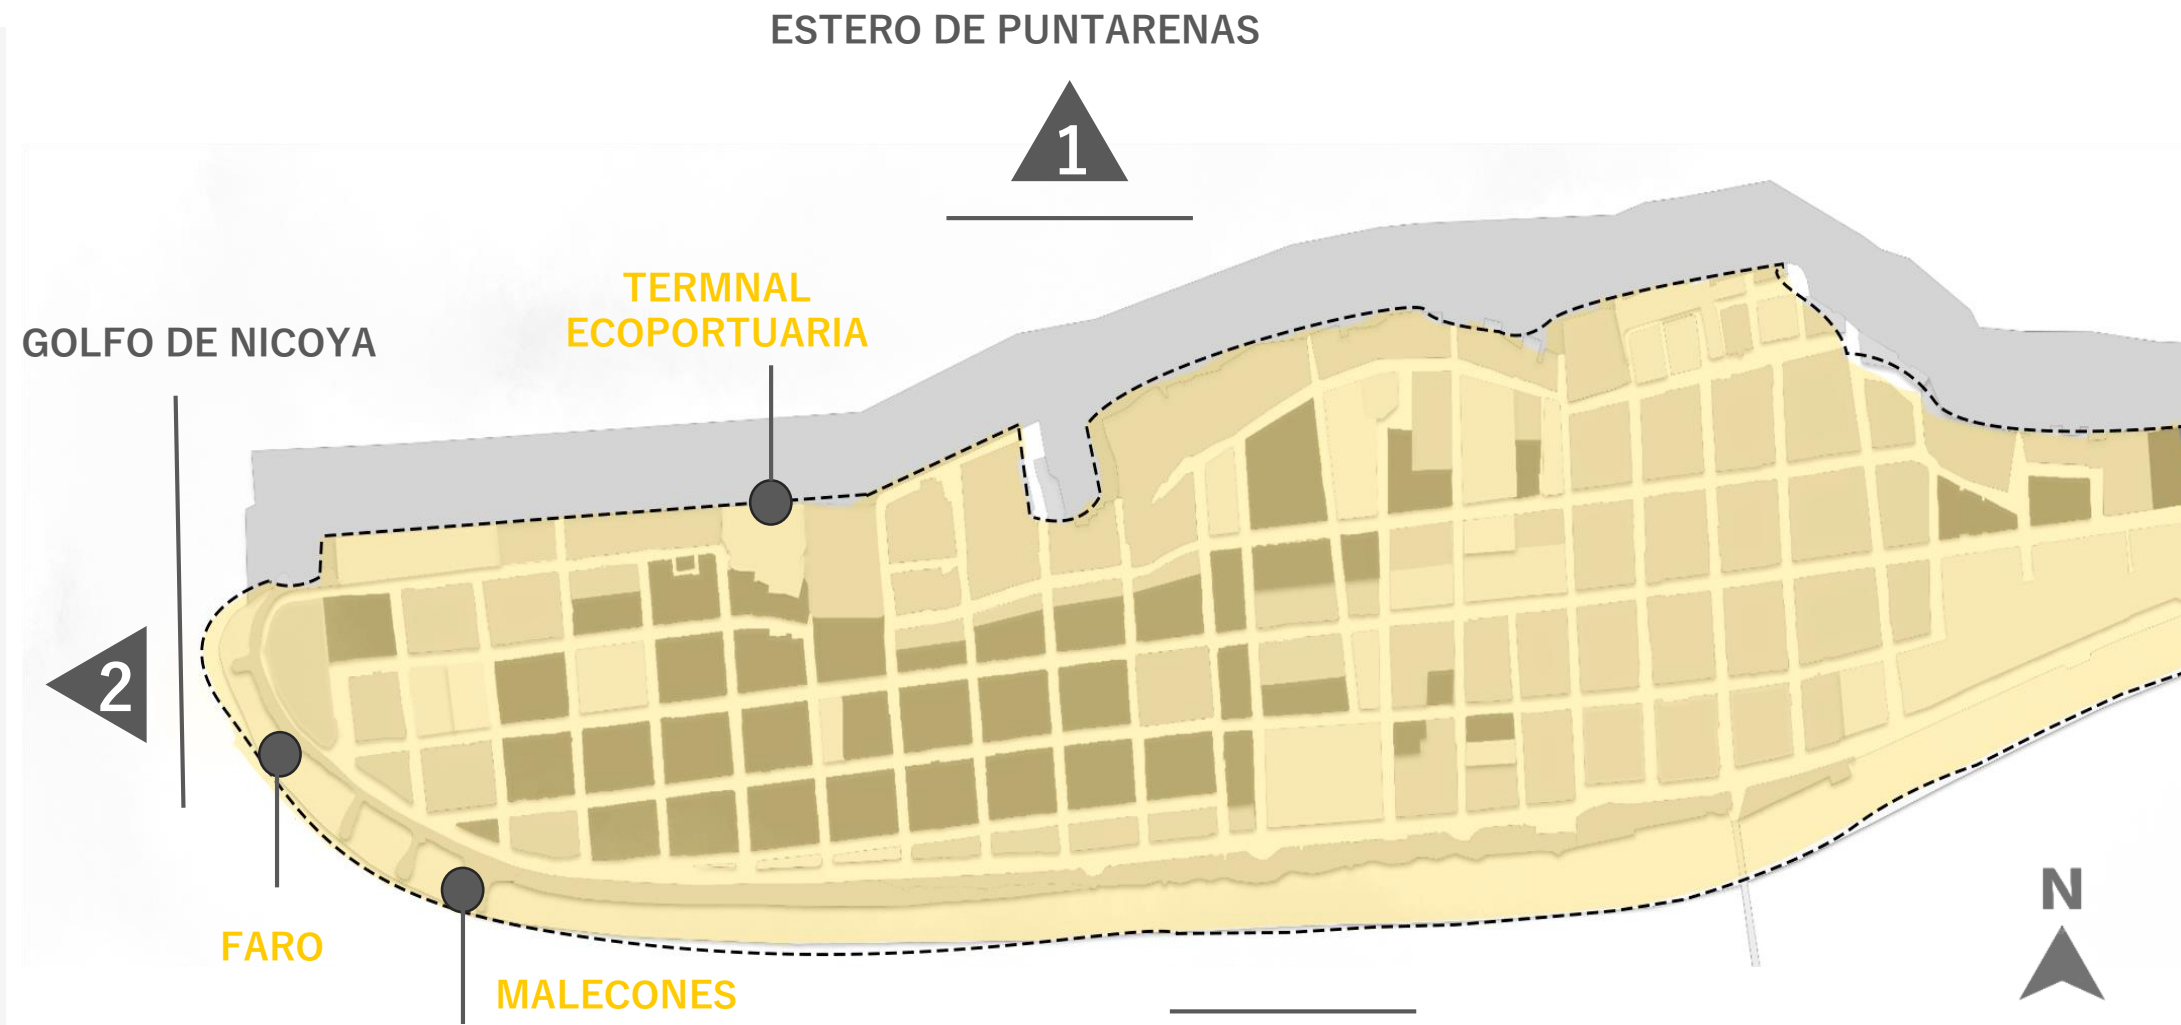 ESTERO DE PUNTARENAS
1
TERMNAL
ECOPORTUARIA
GOLFO DE NICOYA
2
FARO
MALECONES
N